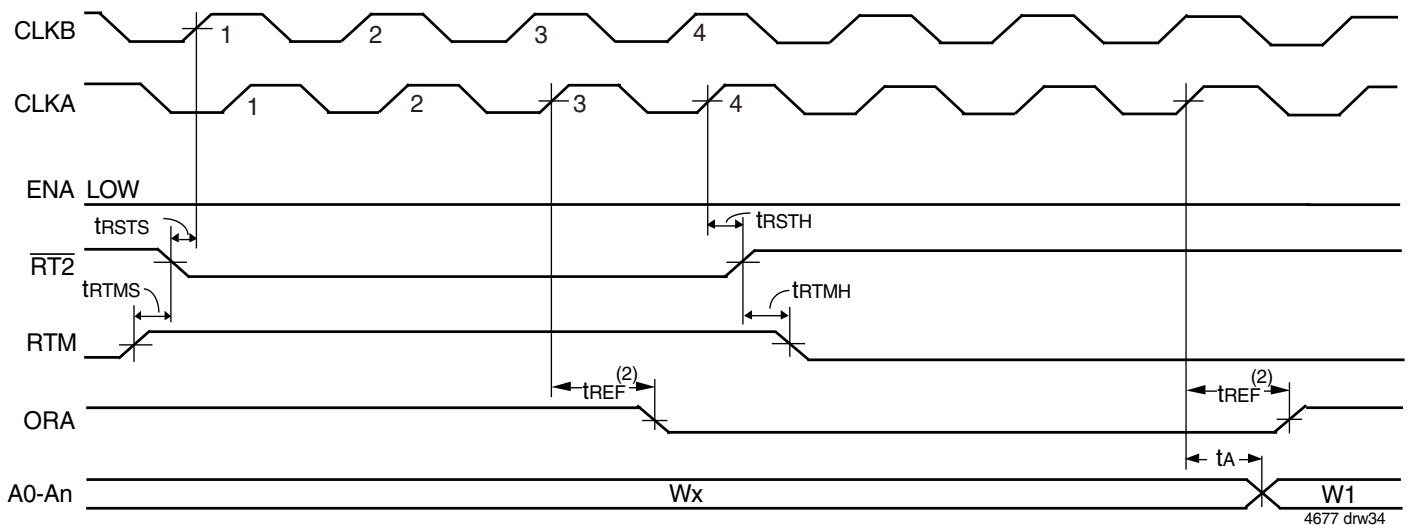 CLKB 1 2 3 4
CLKA 1 2 3 4
ENA LOW
tRSTS tRSTH
RT2
tRTMS tRTMH
RTM
tREF(2) tREF(2)
ORA
tA
A0-An Wx W1
4677 drw34